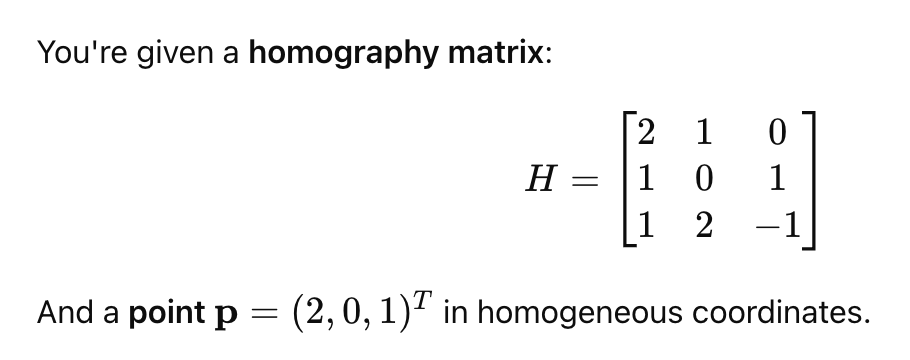 You're given a homography matrix:
H = [2 1 0
1 0 1
1 2 −1]
And a point p = (2, 0, 1)^T in homogeneous coordinates.